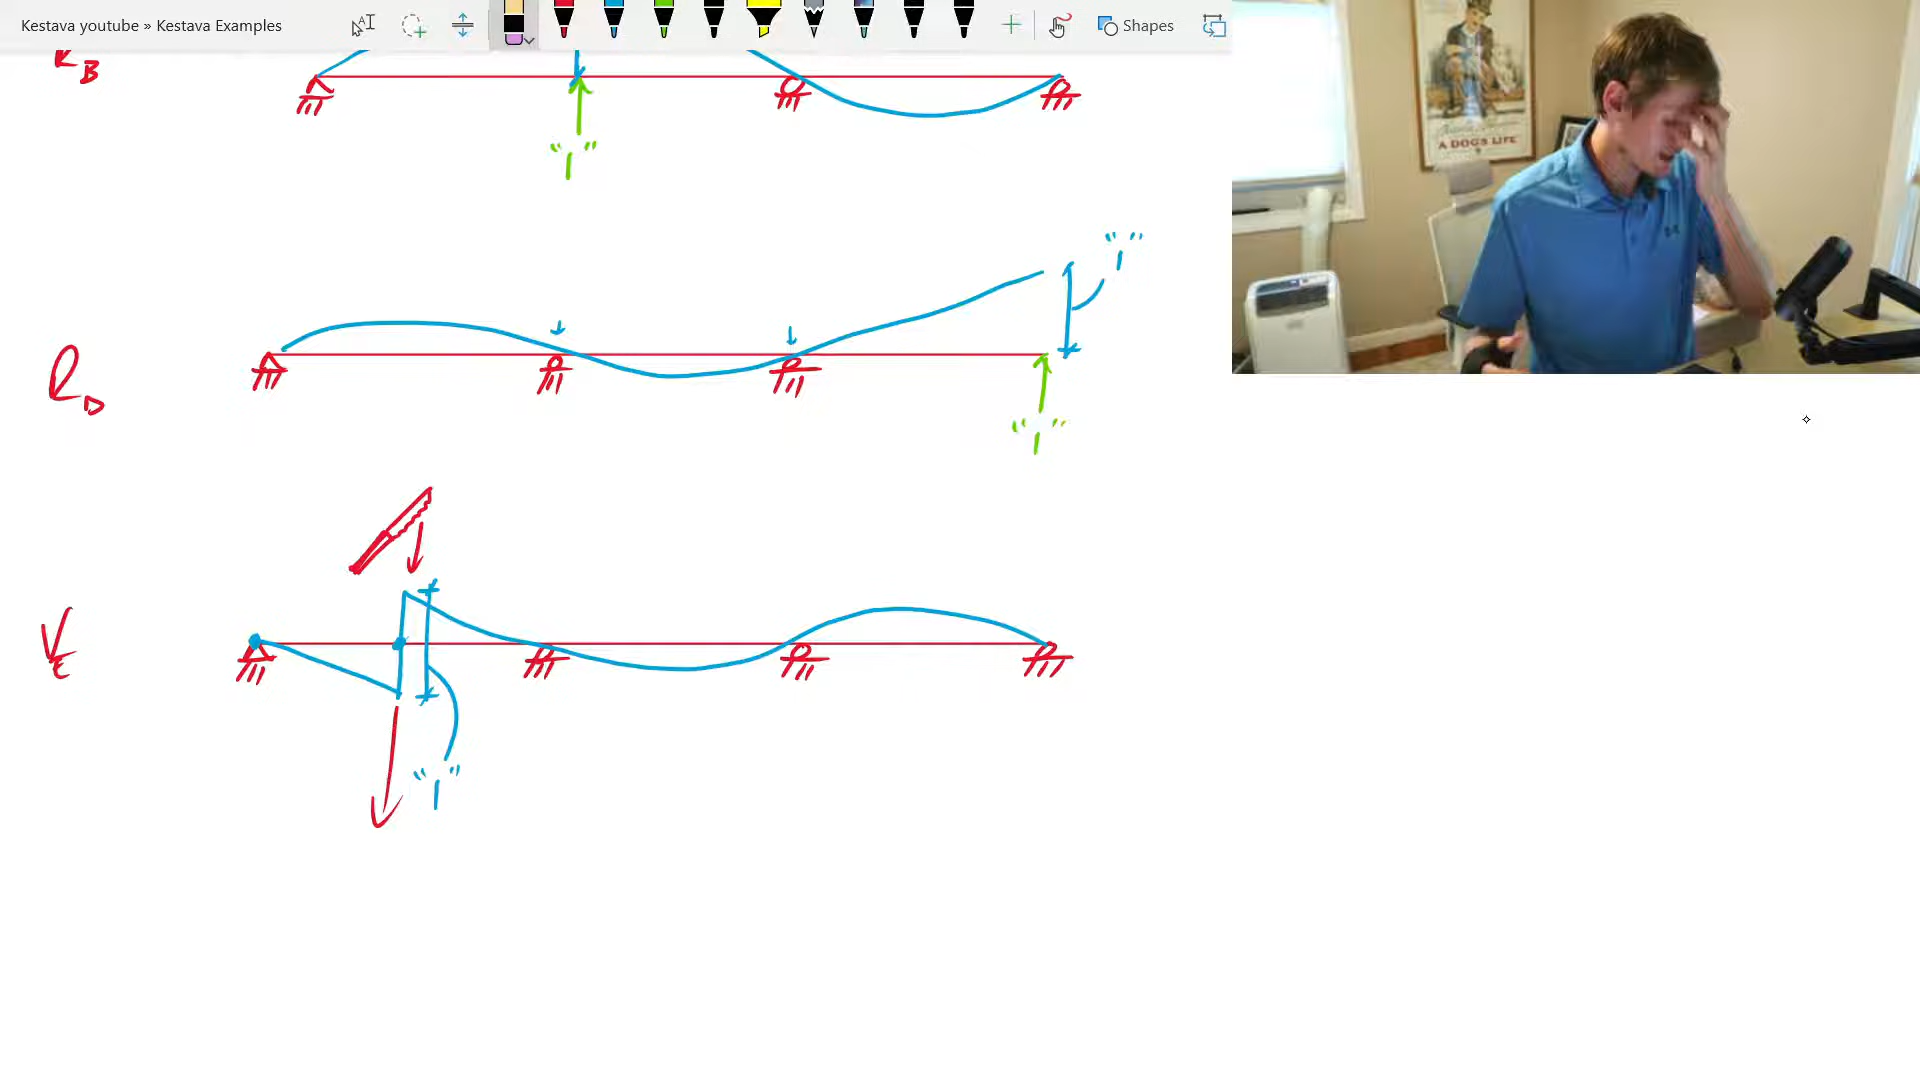 Kestava youtube » Kestava Examples
Shapes
R_B
"1"
A DOGS LIFE
"1"
R_D
"1"
V_E
"1"